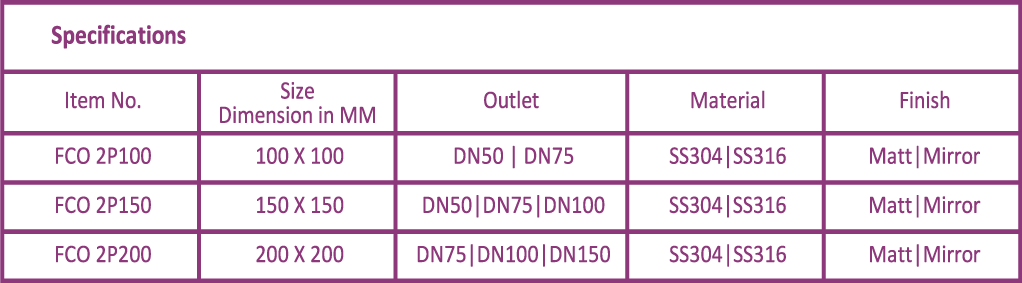 Specifications
Item No. Size Dimension in MM Outlet Material Finish
FCO 2P100 100 X 100 DN50 | DN75 SS304|SS316 Matt|Mirror
FCO 2P150 150 X 150 DN50|DN75|DN100 SS304|SS316 Matt|Mirror
FCO 2P200 200 X 200 DN75|DN100|DN150 SS304|SS316 Matt|Mirror